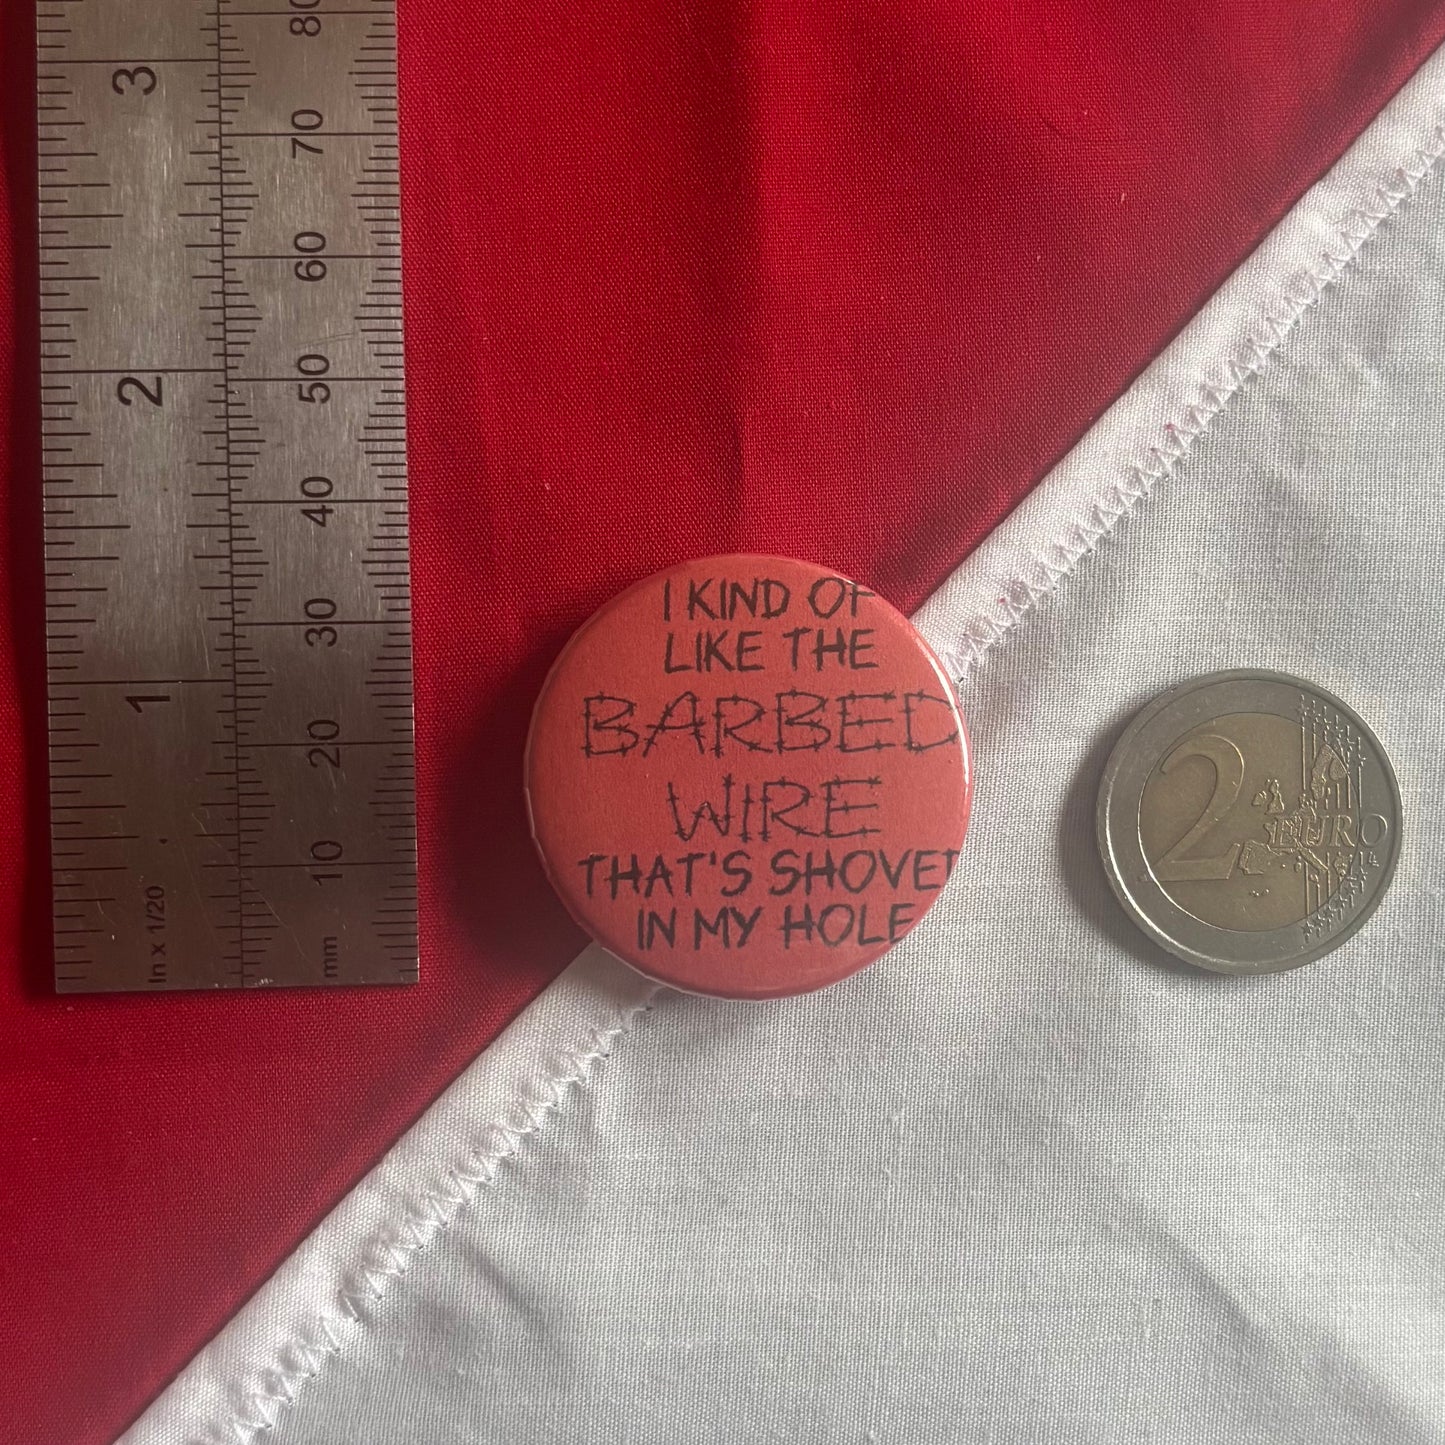 3
2
1
In x 1/20
80
70
60
50
40
30
20
10
mm
I KIND OF
LIKE THE
BARBED
WIRE
THAT'S SHOVED
IN MY HOLE
2 EURO